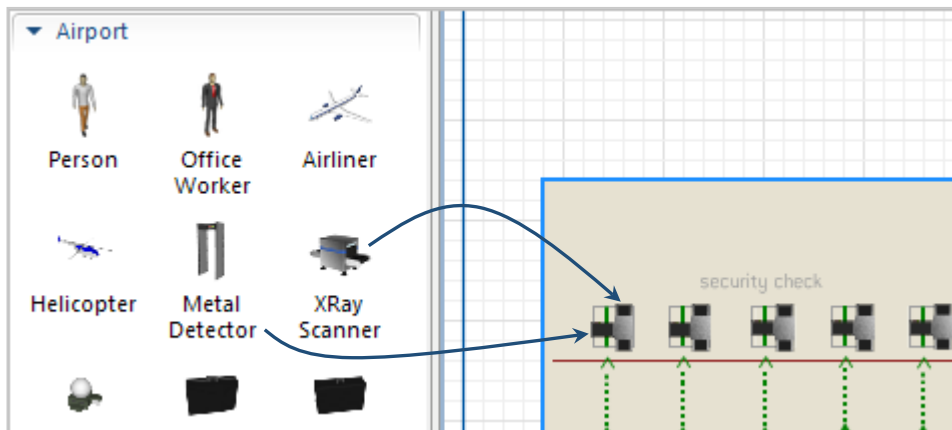 Airport
Person
Office
Worker
Airliner
Helicopter
Metal
Detector
XRay
Scanner
security check